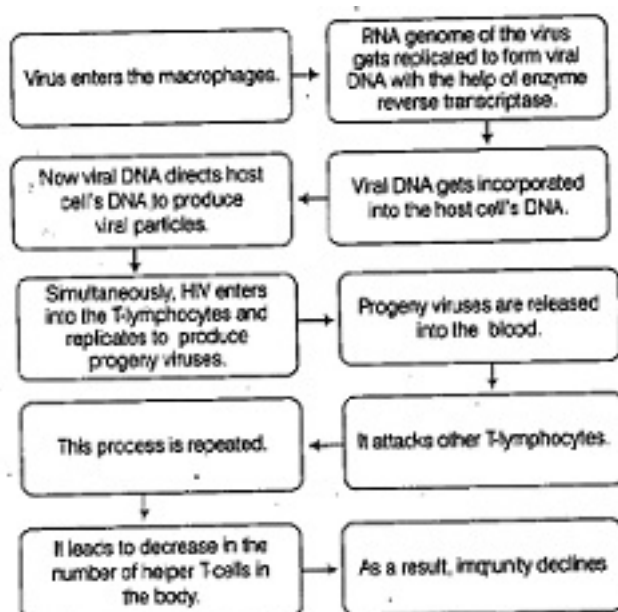 Virus enters the macrophages.
RNA genome of the virus
gets replicated to form viral
DNA with the help of enzyme
reverse transcriptase.
Viral DNA gets incorporated
into the host cell's DNA.
Now viral DNA directs host
cell's DNA to produce
viral particles.
Simultaneously, HIV enters
into the T-lymphocytes and
replicates to produce
progeny viruses.
Progeny viruses are released
into the blood.
It attacks other T-lymphocytes.
This process is repeated.
It leads to decrease in the
number of helper T-cells in
the body.
As a result, immunity declines